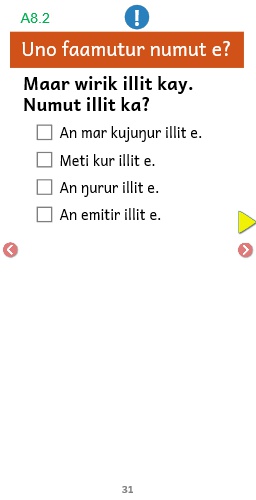 A8.2
!
Uno faamutur numut e?
Maar wirik illit kay.
Numut illit ka?
An mar kujuŋur illit e.
Meti kur illit e.
An ŋurur illit e.
An emitir illit e.
31